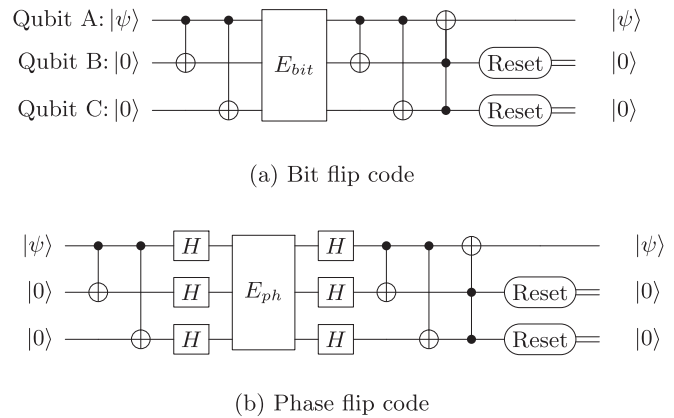 Qubit A: |ψ⟩ |ψ⟩
Qubit B: |0⟩ E_bit Reset |0⟩
Qubit C: |0⟩ Reset |0⟩
(a) Bit flip code
|ψ⟩ H H |ψ⟩
|0⟩ H E_ph H Reset |0⟩
|0⟩ H H Reset |0⟩
(b) Phase flip code